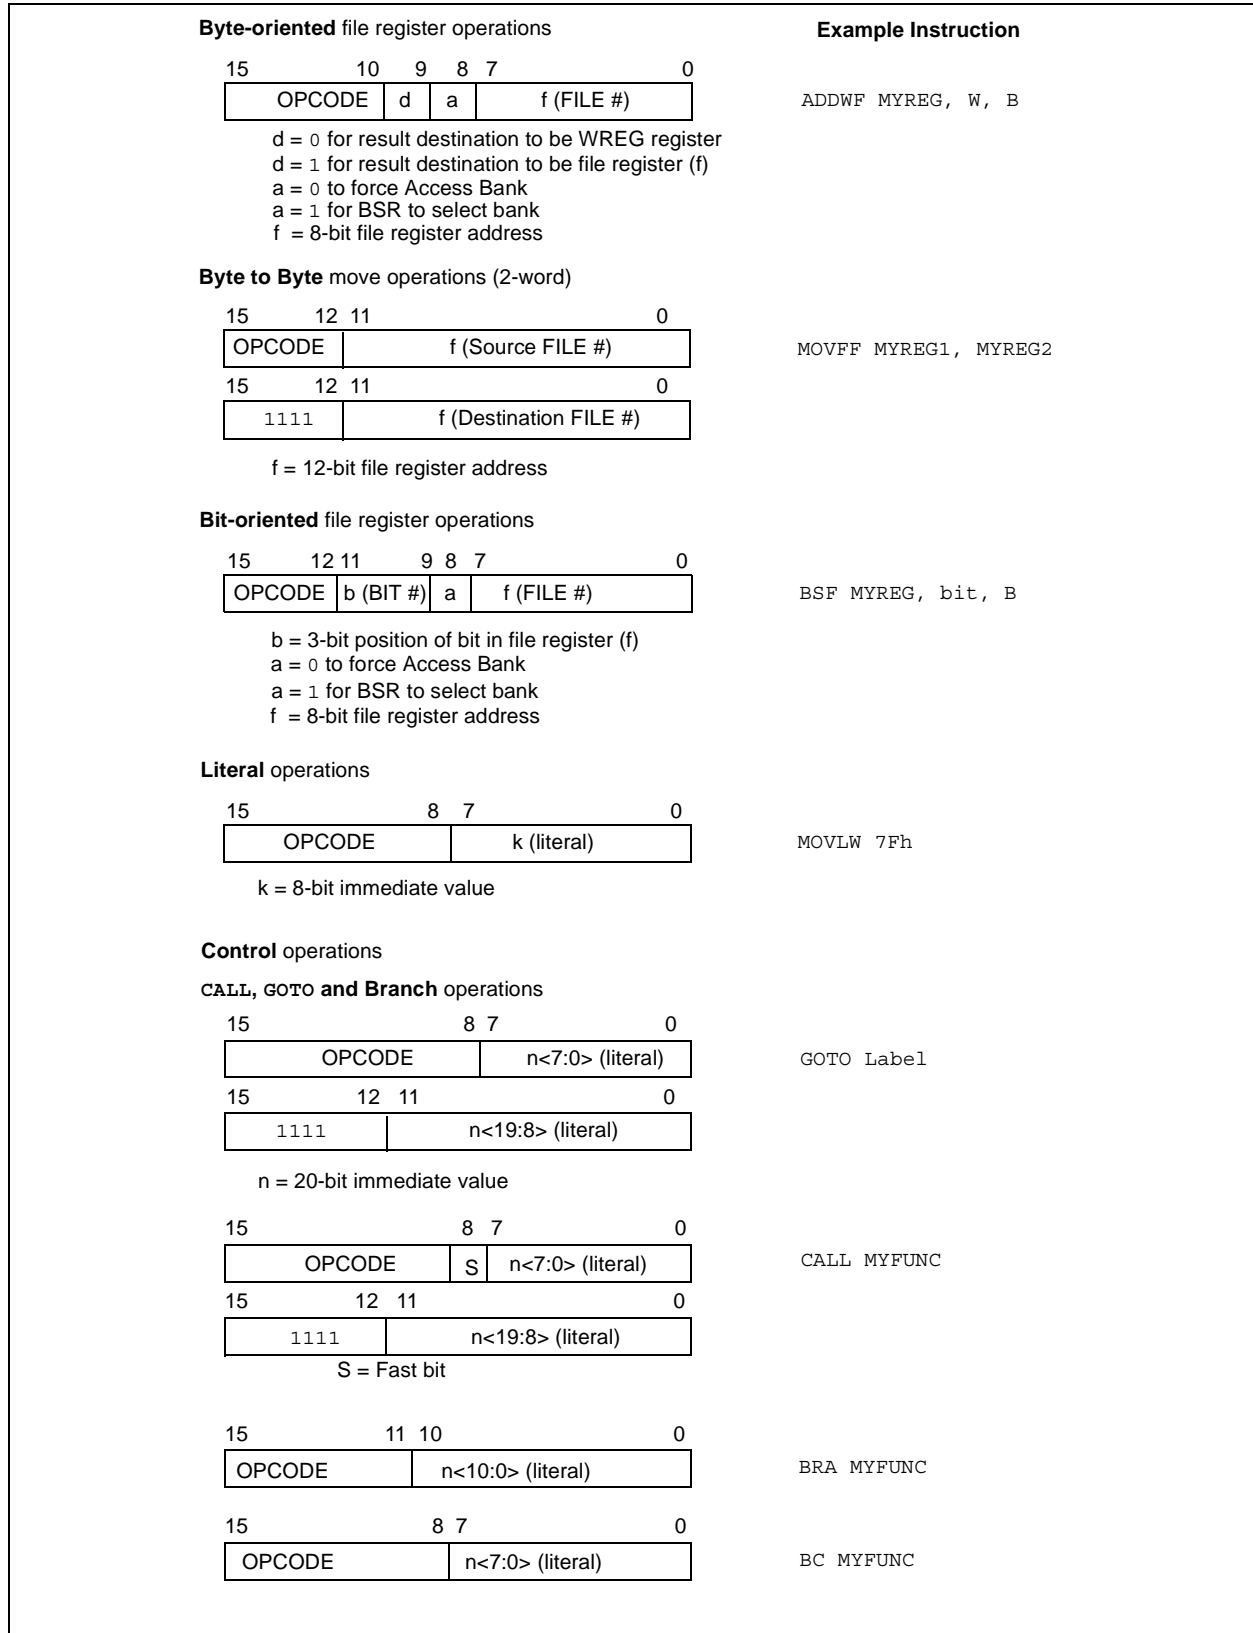 Byte-oriented file register operations
Example Instruction
15 10 9 8 7 0
OPCODE d a f (FILE #)
ADDWF MYREG, W, B
d = 0 for result destination to be WREG register
d = 1 for result destination to be file register (f)
a = 0 to force Access Bank
a = 1 for BSR to select bank
f = 8-bit file register address
Byte to Byte move operations (2-word)
15 12 11 0
OPCODE f (Source FILE #)
MOVFF MYREG1, MYREG2
15 12 11 0
1111 f (Destination FILE #)
f = 12-bit file register address
Bit-oriented file register operations
15 12 11 9 8 7 0
OPCODE b (BIT #) a f (FILE #)
BSF MYREG, bit, B
b = 3-bit position of bit in file register (f)
a = 0 to force Access Bank
a = 1 for BSR to select bank
f = 8-bit file register address
Literal operations
15 8 7 0
OPCODE k (literal)
MOVLW 7Fh
k = 8-bit immediate value
Control operations
CALL, GOTO and Branch operations
15 8 7 0
OPCODE n<7:0> (literal)
GOTO Label
15 12 11 0
1111 n<19:8> (literal)
n = 20-bit immediate value
15 8 7 0
OPCODE S n<7:0> (literal)
CALL MYFUNC
15 12 11 0
1111 n<19:8> (literal)
S = Fast bit
15 11 10 0
OPCODE n<10:0> (literal)
BRA MYFUNC
15 8 7 0
OPCODE n<7:0> (literal)
BC MYFUNC